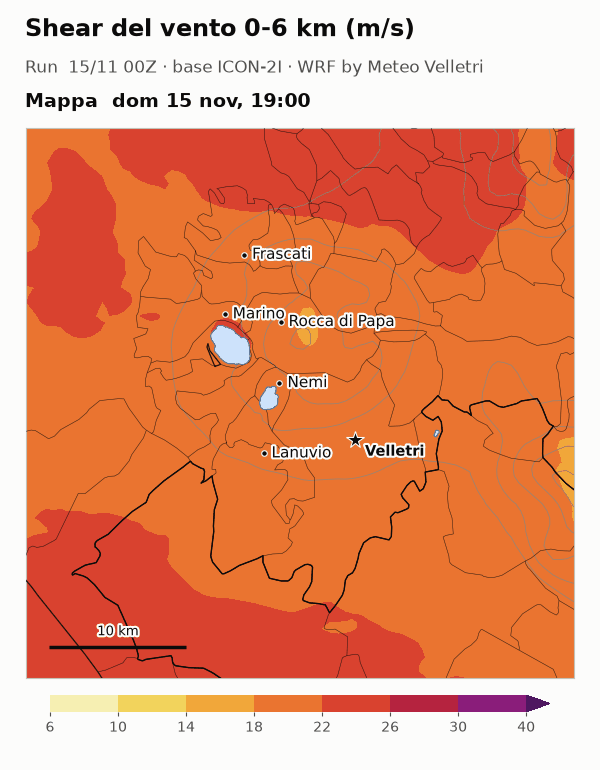 Shear del vento 0-6 km (m/s)
Run  15/11 00Z · base ICON-2I · WRF by Meteo Velletri
Mappa  dom 15 nov, 19:00
Frascati
Marino
Rocca di Papa
Nemi
Velletri
Lanuvio
10 km
6 10 14 18 22 26 30 40